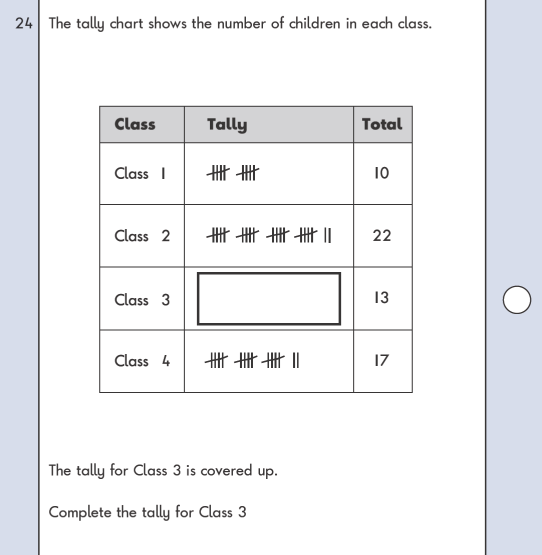 24 The tally chart shows the number of children in each class.
Class Tally Total
Class 1 10
Class 2 22
Class 3 13
Class 4 17
The tally for Class 3 is covered up.
Complete the tally for Class 3